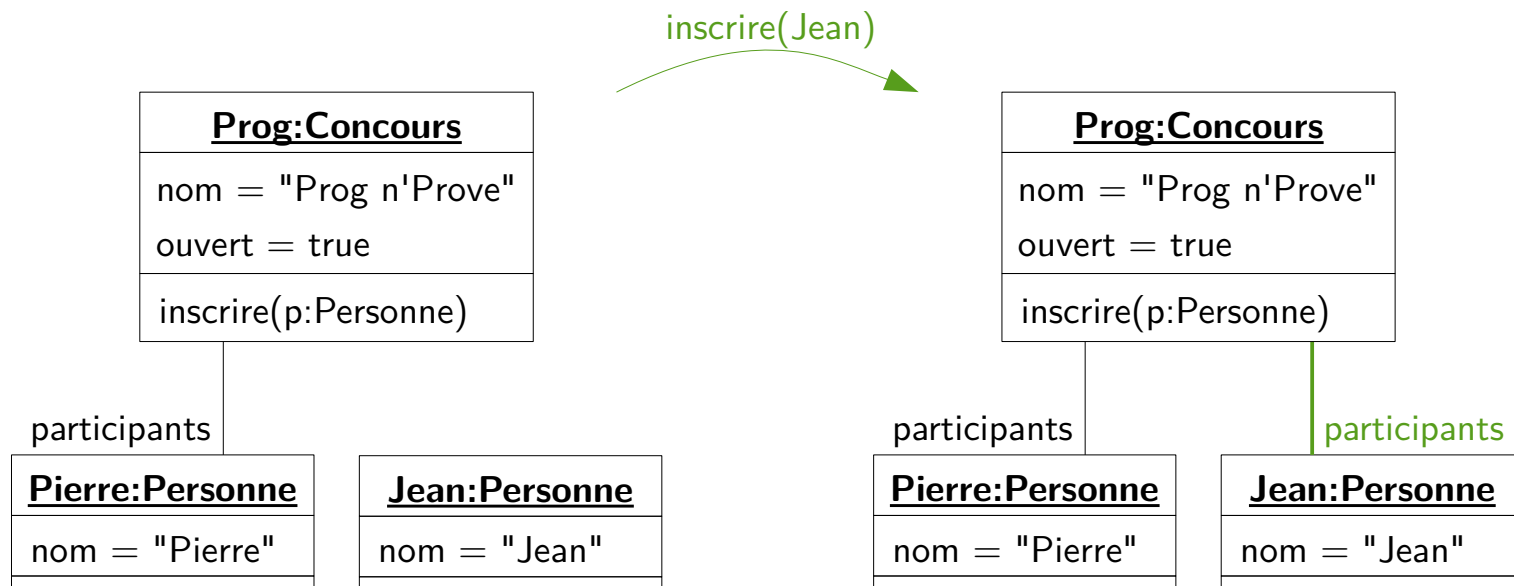 inscrire(Jean)
Prog:Concours
nom = "Prog n'Prove"
ouvert = true
inscrire(p:Personne)
participants
Pierre:Personne
nom = "Pierre"
Jean:Personne
nom = "Jean"
Prog:Concours
nom = "Prog n'Prove"
ouvert = true
inscrire(p:Personne)
participants
participants
Pierre:Personne
nom = "Pierre"
Jean:Personne
nom = "Jean"